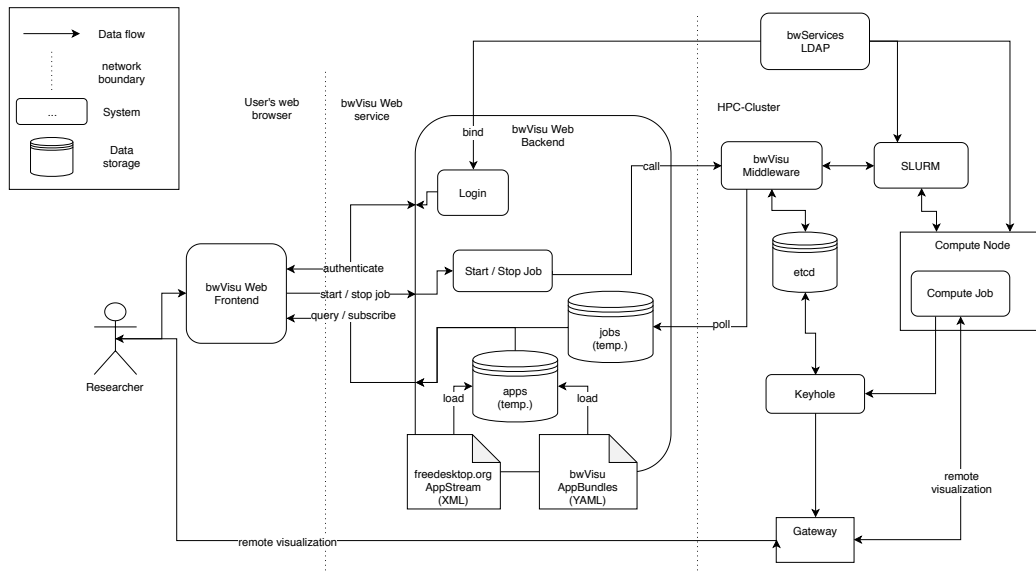 Data flow
network
boundary
...
System
Data
storage
User's web
browser
bwVisu Web
service
HPC-Cluster
bwServices
LDAP
bwVisu Web
Backend
bind
Login
call
bwVisu
Middleware
SLURM
Compute Node
Compute Job
etcd
authenticate
bwVisu Web
Frontend
start / stop job
Start / Stop Job
query / subscribe
jobs
(temp.)
poll
Researcher
apps
(temp.)
load
load
Keyhole
freedesktop.org
AppStream
(XML)
bwVisu
AppBundles
(YAML)
remote
visualization
Gateway
remote visualization